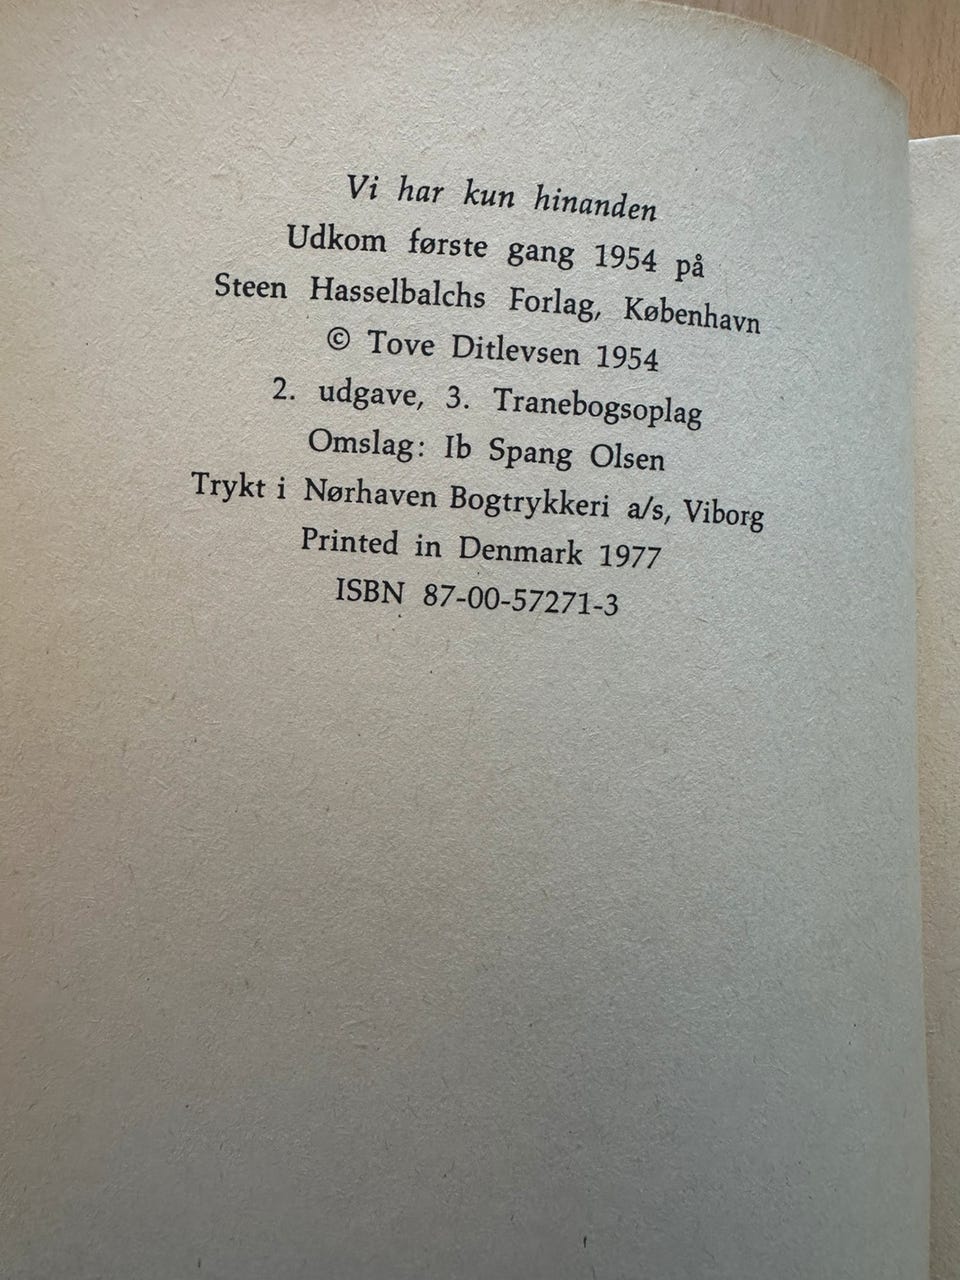 Vi har kun hinanden
Udkom første gang 1954 på
Steen Hasselbalchs Forlag, København
© Tove Ditlevsen 1954
2. udgave, 3. Tranebogsoplag
Omslag: Ib Spang Olsen
Trykt i Nørhaven Bogtrykkeri a/s, Viborg
Printed in Denmark 1977
ISBN 87-00-57271-3